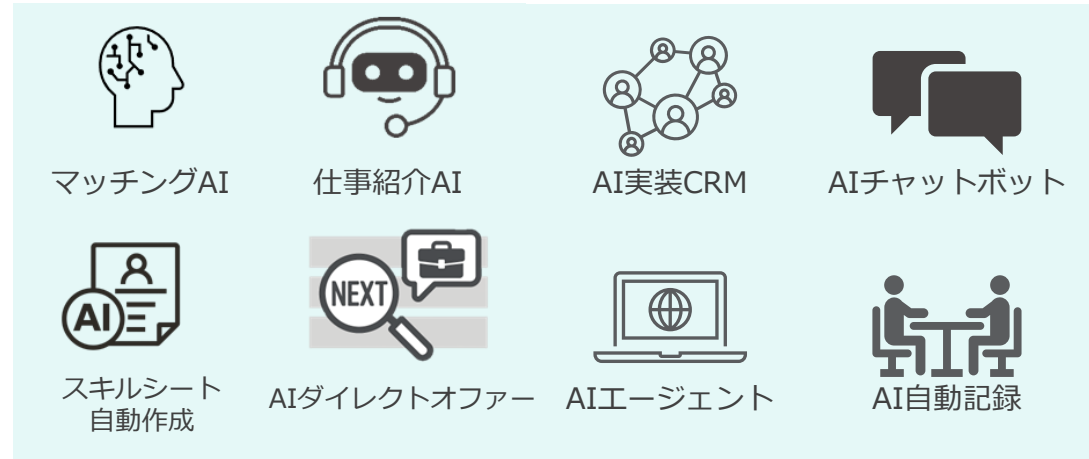 マッチングAI
仕事紹介AI
AI実装CRM
AIチャットボット
AI
スキルシート
自動作成
NEXT
AIダイレクトオファー
AIエージェント
AI自動記録